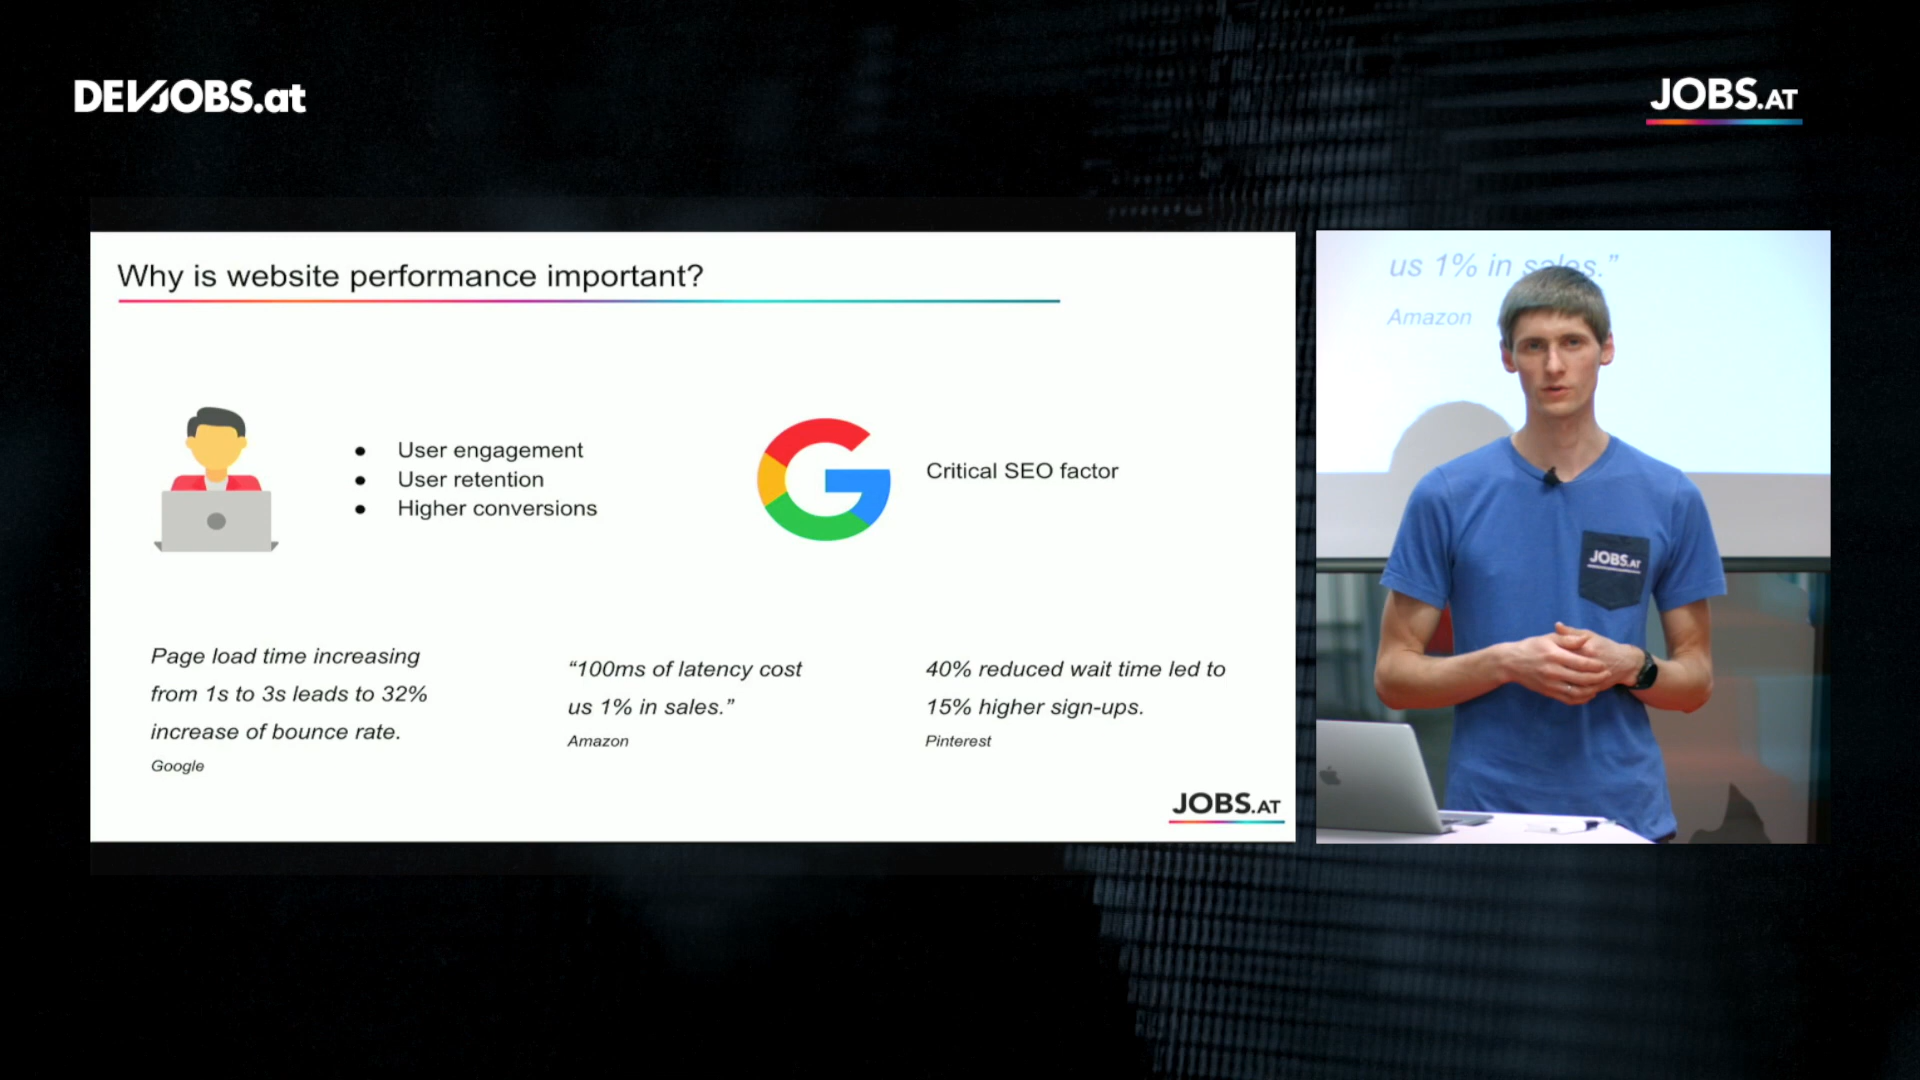 DEVJOBS.at
JOBS.AT
Why is website performance important?
● User engagement
● User retention
● Higher conversions
Critical SEO factor
Page load time increasing
from 1s to 3s leads to 32%
increase of bounce rate.
Google
“100ms of latency cost
us 1% in sales.”
Amazon
40% reduced wait time led to
15% higher sign-ups.
Pinterest
JOBS.AT
us 1% in sales.”
Amazon
JOBS.AT